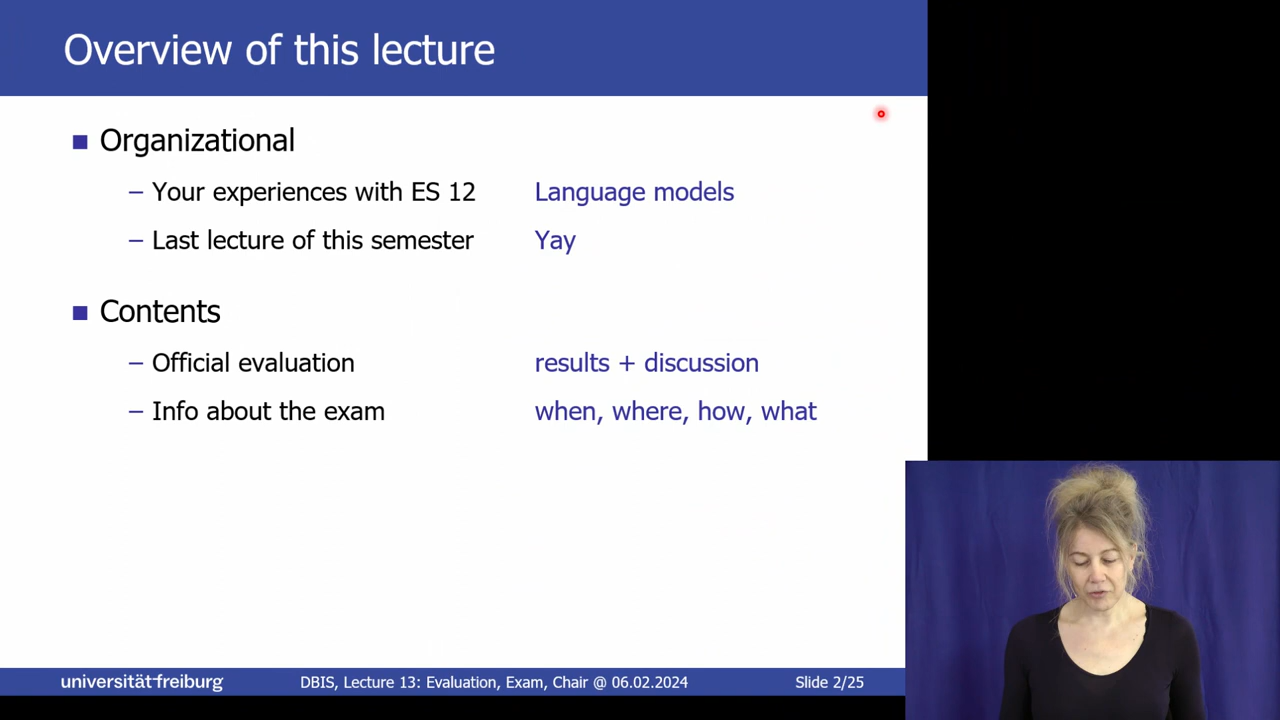 Overview of this lecture
■ Organizational
– Your experiences with ES 12 Language models
– Last lecture of this semester Yay
■ Contents
– Official evaluation results + discussion
– Info about the exam when, where, how, what
universität freiburg DBIS, Lecture 13: Evaluation, Exam, Chair @ 06.02.2024 Slide 2/25